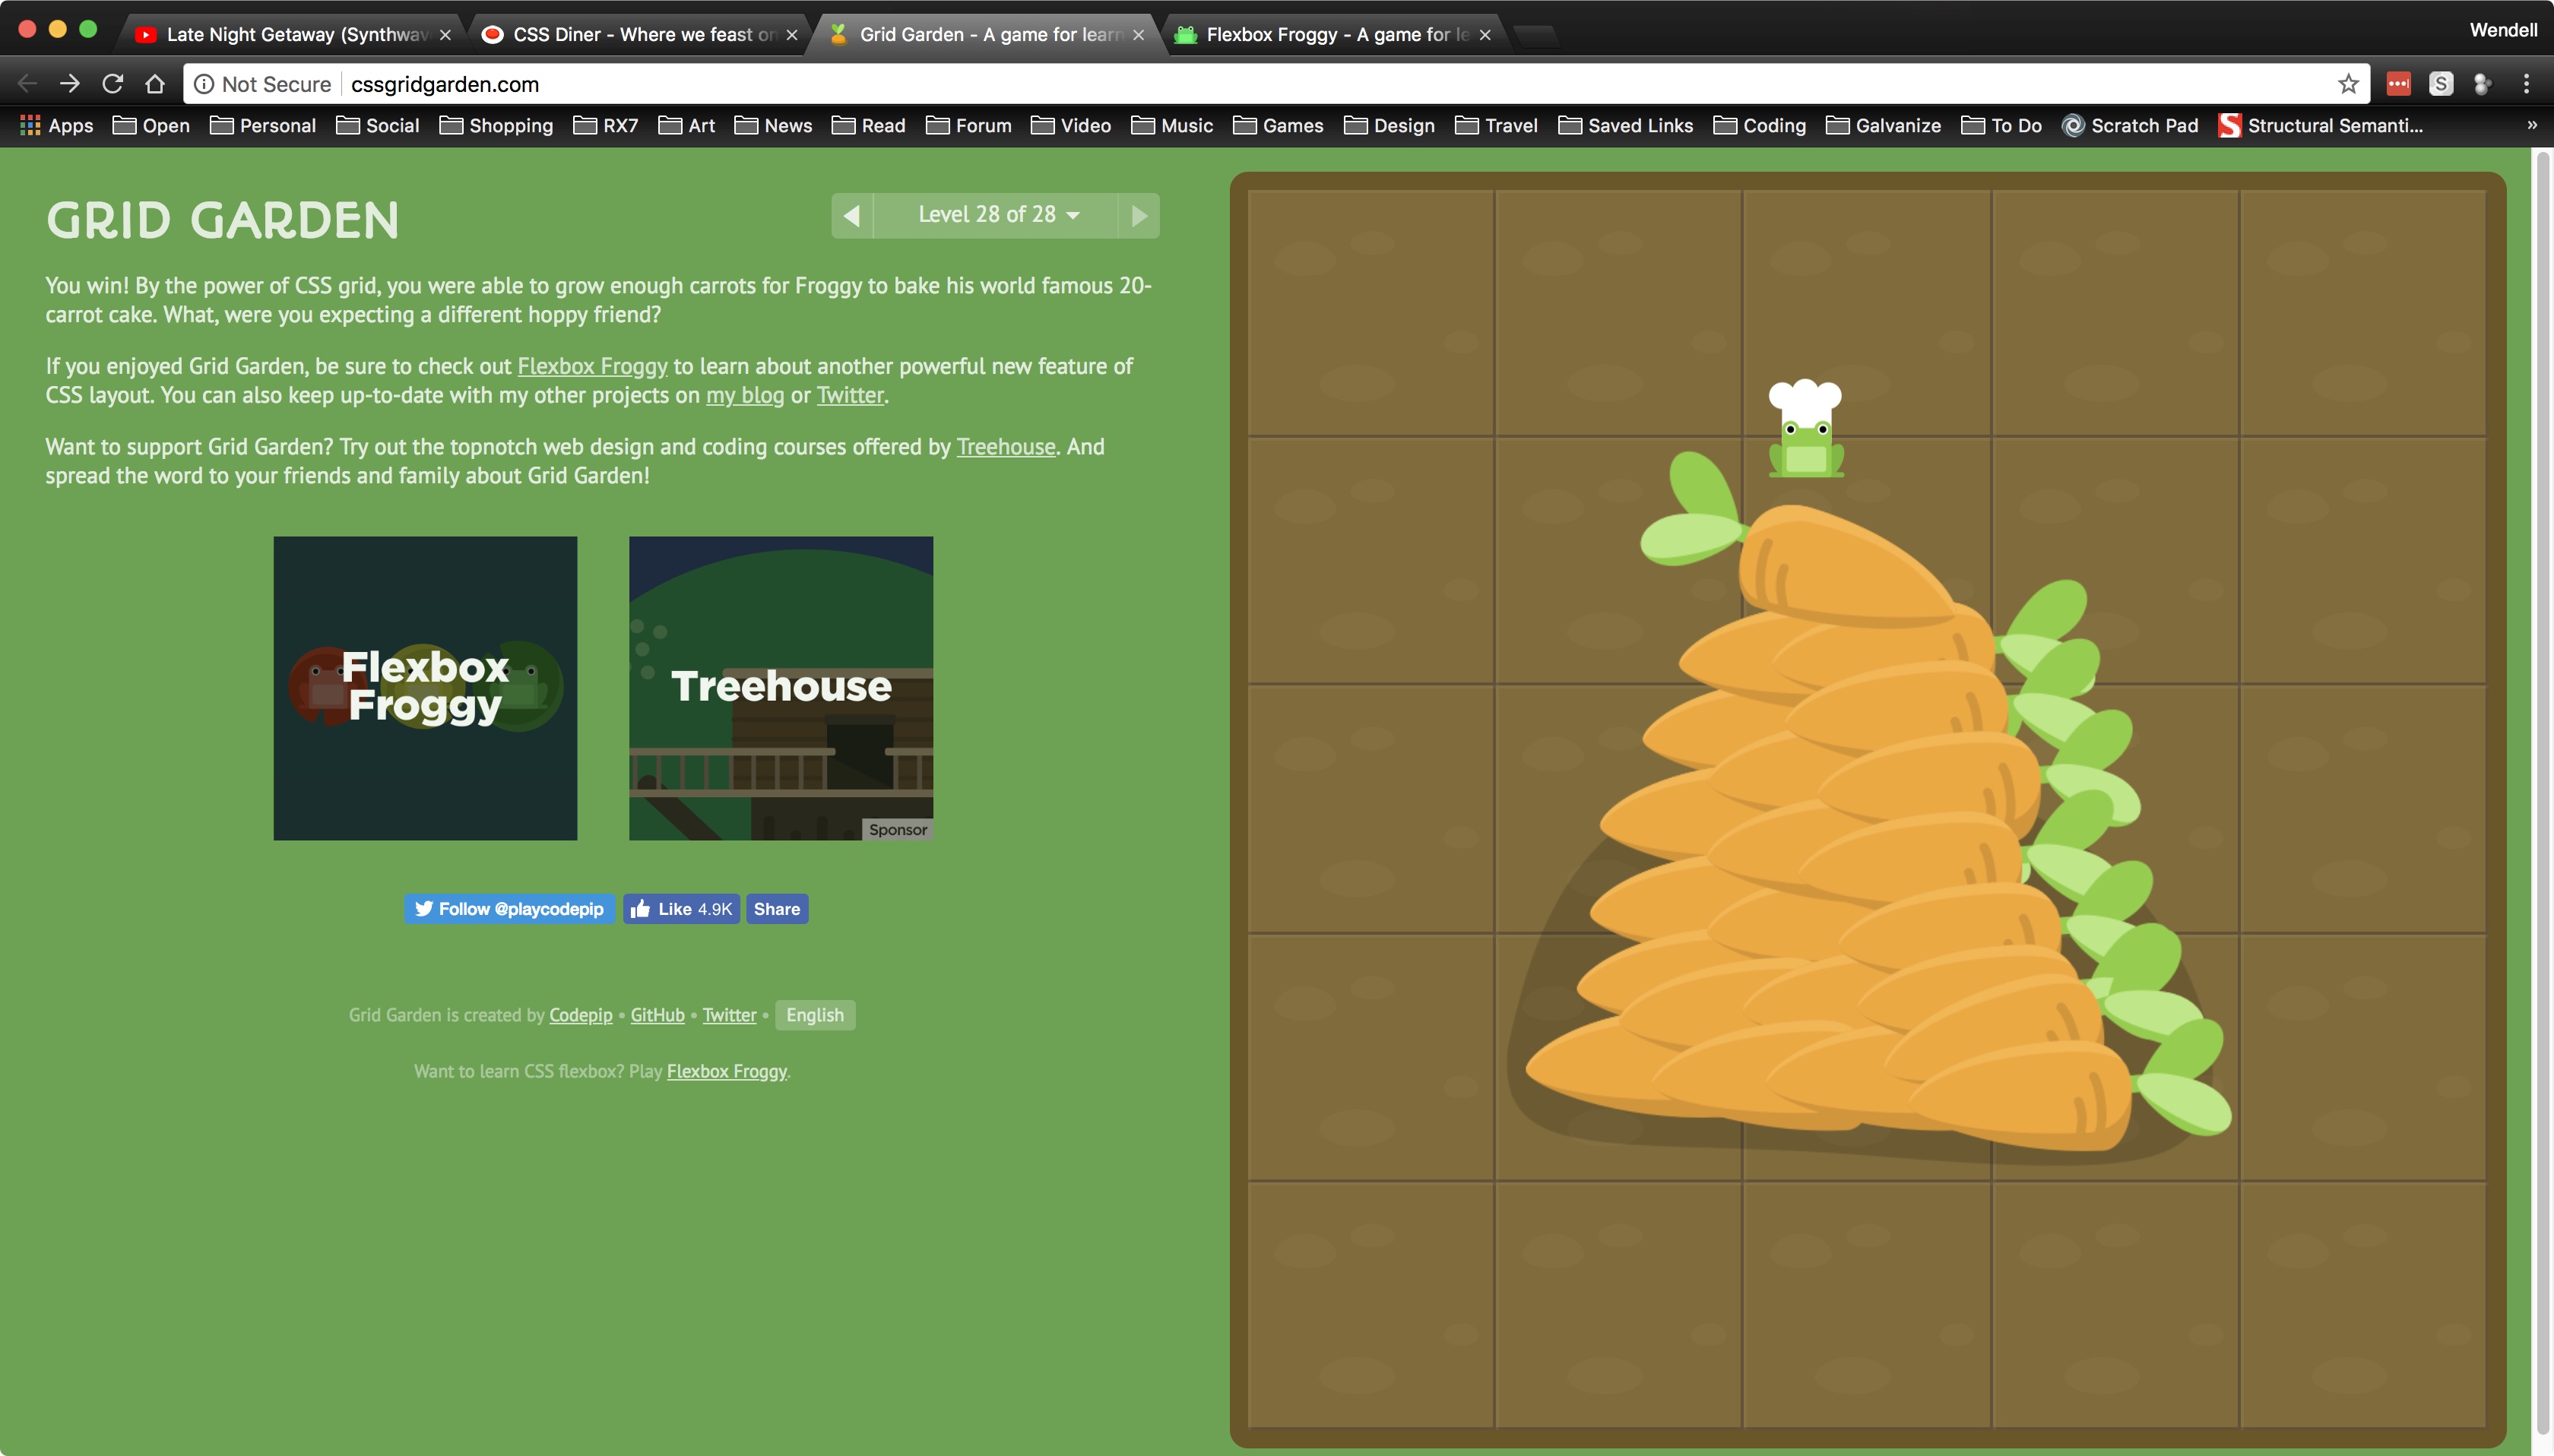 Late Night Getaway (Synthwav
CSS Diner - Where we feast on
Grid Garden - A game for learn
Flexbox Froggy - A game for le
Wendell
Not Secure
cssgridgarden.com
S
Apps
Open
Personal
Social
Shopping
RX7
Art
News
Read
Forum
Video
Music
Games
Design
Travel
Saved Links
Coding
Galvanize
To Do
Scratch Pad
S
Structural Semanti...
»
GRID GARDEN
Level 28 of 28
You win! By the power of CSS grid, you were able to grow enough carrots for Froggy to bake his world famous 20-
carrot cake. What, were you expecting a different hoppy friend?
If you enjoyed Grid Garden, be sure to check out Flexbox Froggy to learn about another powerful new feature of
CSS layout. You can also keep up-to-date with my other projects on my blog or Twitter.
Want to support Grid Garden? Try out the topnotch web design and coding courses offered by Treehouse. And
spread the word to your friends and family about Grid Garden!
Flexbox
Froggy
Treehouse
Sponsor
Follow @playcodepip
Like 4.9K
Share
Grid Garden is created by Codepip • GitHub • Twitter • English
Want to learn CSS flexbox? Play Flexbox Froggy.